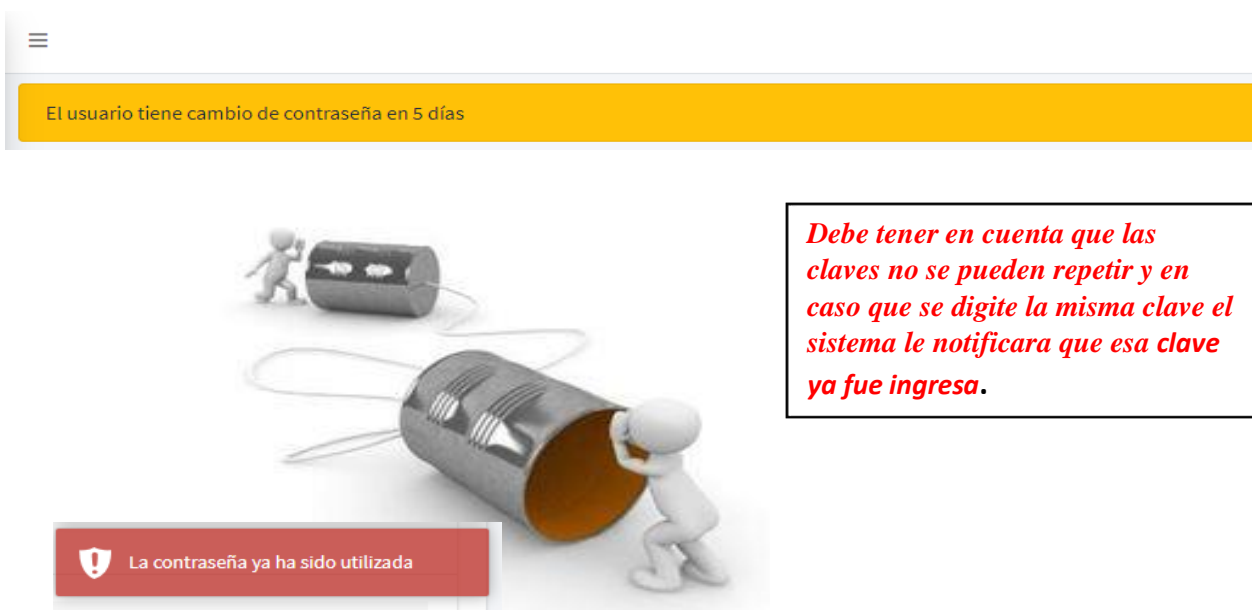 El usuario tiene cambio de contraseña en 5 días
Debe tener en cuenta que las
claves no se pueden repetir y en
caso que se digite la misma clave el
sistema le notificara que esa clave
ya fue ingresa.
La contraseña ya ha sido utilizada